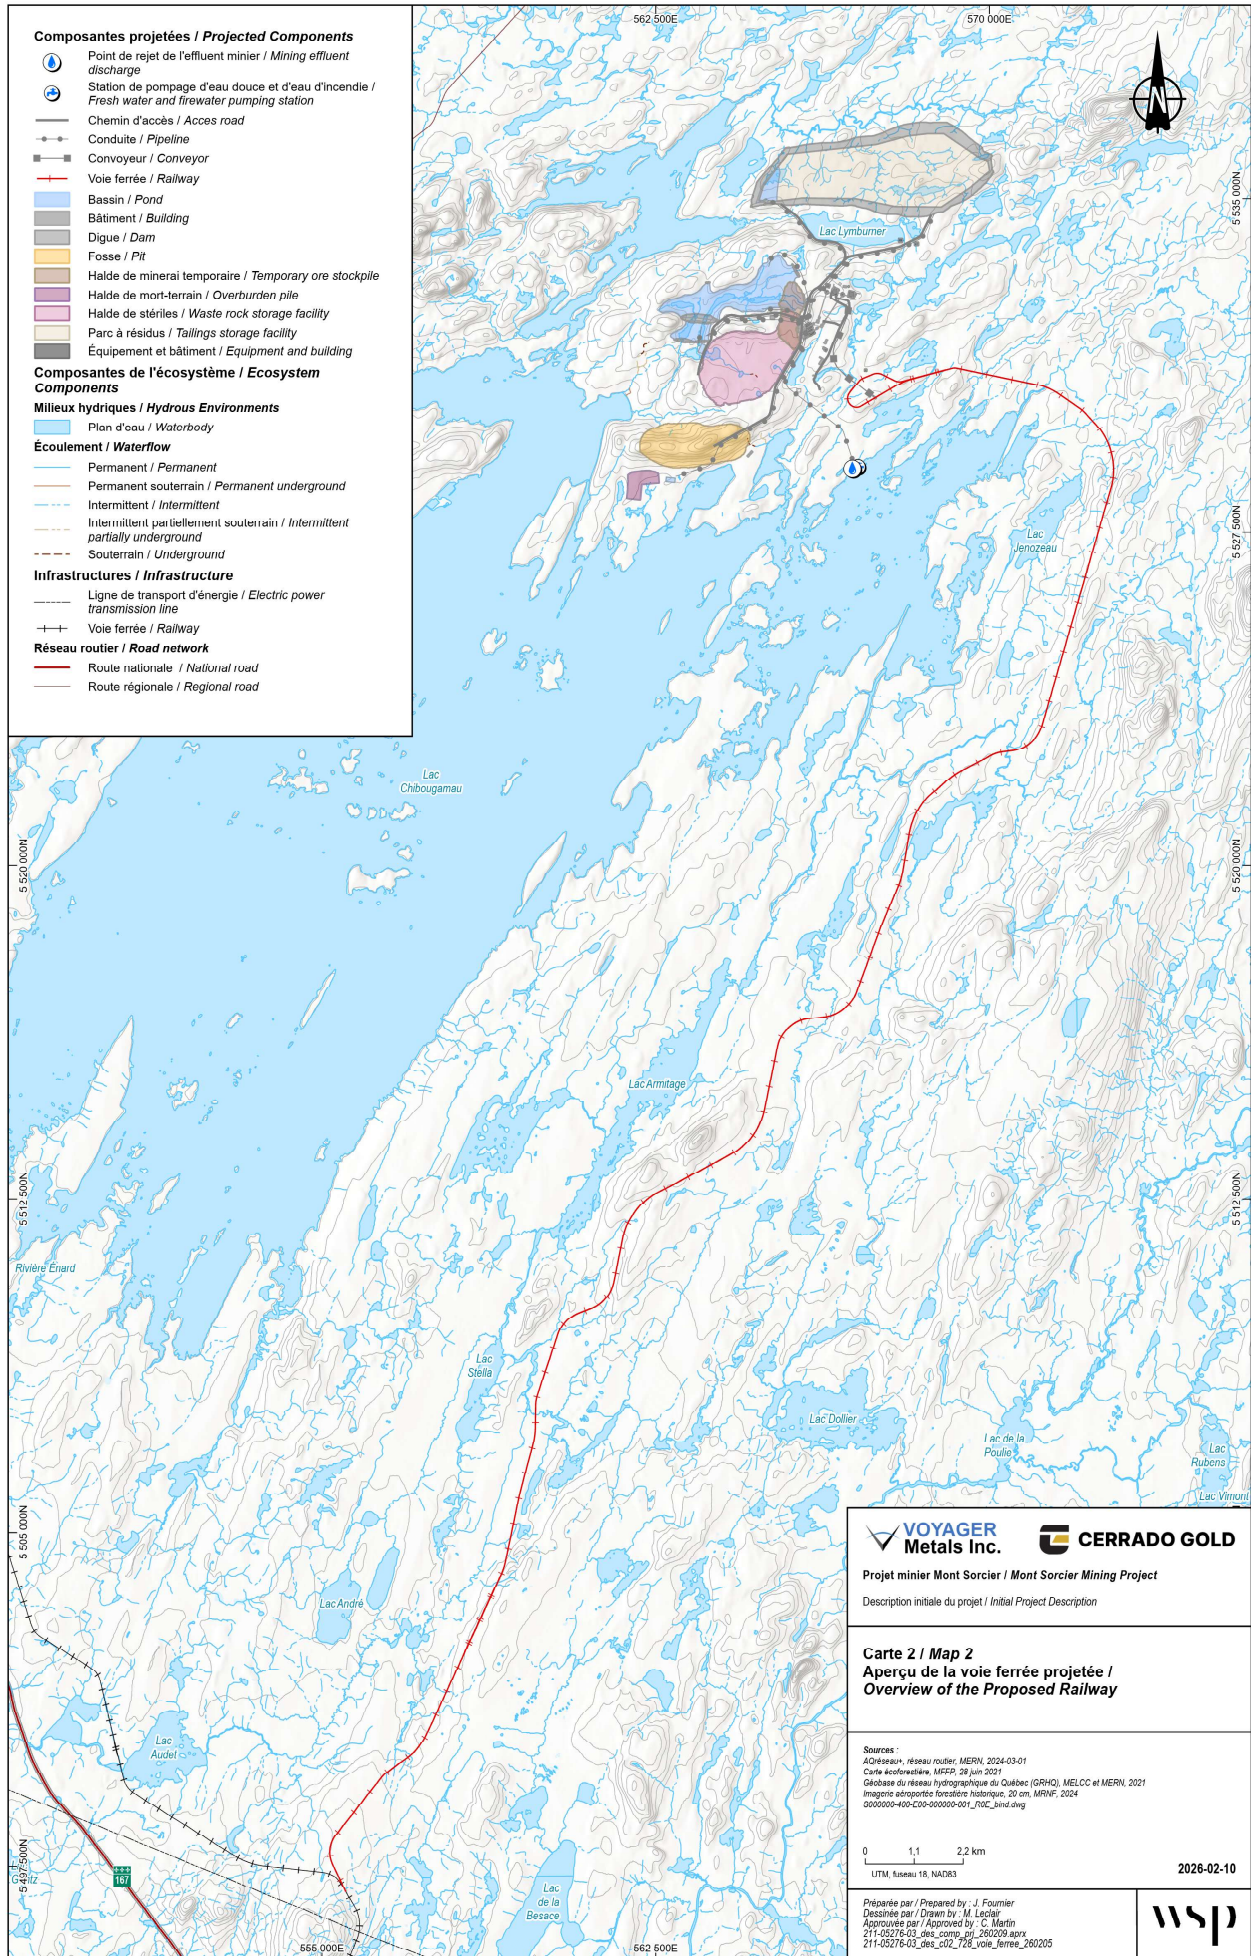 Composantes projetées / Projected Components
Point de rejet de l'effluent minier / Mining effluent
discharge
Station de pompage d'eau douce et d'eau d'incendie /
Fresh water and firewater pumping station
Chemin d'accès / Acces road
Conduite / Pipeline
Convoyeur / Conveyor
Voie ferrée / Railway
Bassin / Pond
Bâtiment / Building
Digue / Dam
Fosse / Pit
Halde de minerai temporaire / Temporary ore stockpile
Halde de mort-terrain / Overburden pile
Halde de stériles / Waste rock storage facility
Parc à résidus / Tailings storage facility
Équipement et bâtiment / Equipment and building
Composantes de l'écosystème / Ecosystem
Components
Milieux hydriques / Hydrous Environments
Plan d'eau / Waterbody
Écoulement / Waterflow
Permanent / Permanent
Permanent souterrain / Permanent underground
Intermittent / Intermittent
Intermittent partiellement souterrain / Intermittent
partially underground
Souterrain / Underground
Infrastructures / Infrastructure
Ligne de transport d'énergie / Electric power
transmission line
Voie ferrée / Railway
Réseau routier / Road network
Route nationale / National road
Route régionale / Regional road
562 500E
570 000E
N
5 535 000N
Lac Lymburner
5 527 500N
Lac
Jenozeau
Lac
Chibougamau
5 520 000N
5 520 000N
Lac Armitage
5 512 500N
5 512 500N
Rivière Énard
Lac
Stella
Lac Dollier
Lac de la
Poulie
Lac
Rubens
Lac Vimont
5 505 000N
Lac André
Lac
Audet
5 497 500N
167
Lac
de la
Besace
555 000E
562 500E
VOYAGER
Metals Inc.
CERRADO GOLD
Projet minier Mont Sorcier / Mont Sorcier Mining Project
Description initiale du projet / Initial Project Description
Carte 2 / Map 2
Aperçu de la voie ferrée projetée /
Overview of the Proposed Railway
Sources :
AQréseau+, réseau routier, MERN, 2024-03-01
Carte écoforestière, MFFP, 28 juin 2021
Géobase du réseau hydrographique du Québec (GRHQ), MELCC et MERN, 2021
Imagerie aéroportée forestière historique, 20 cm, MRNF, 2024
0 1,1 2,2 km
UTM, fuseau 18, NAD83
2026-02-10
Préparée par / Prepared by : J. Fournier
Dessinée par / Drawn by : M. Leclair
Approuvée par / Approved by : C. Martin
211-05276-03_des_comp_prj_260209.aprx
211-05276-03_des_c02_728_voie_ferree_260205
wsp